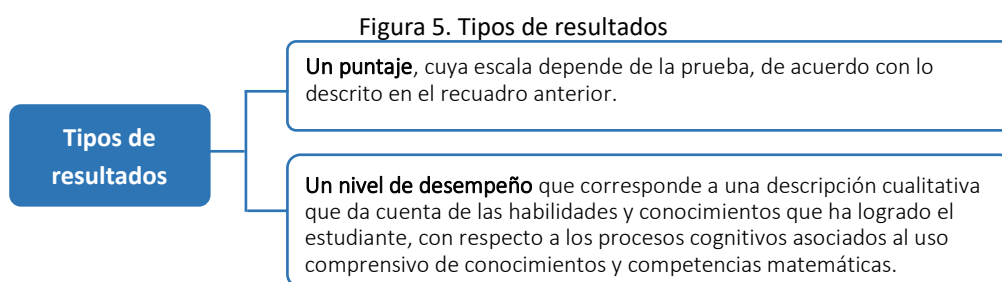 Figura 5. Tipos de resultados
Un puntaje, cuya escala depende de la prueba, de acuerdo con lo
descrito en el recuadro anterior.
Tipos de
resultados
Un nivel de desempeño que corresponde a una descripción cualitativa
que da cuenta de las habilidades y conocimientos que ha logrado el
estudiante, con respecto a los procesos cognitivos asociados al uso
comprensivo de conocimientos y competencias matemáticas.